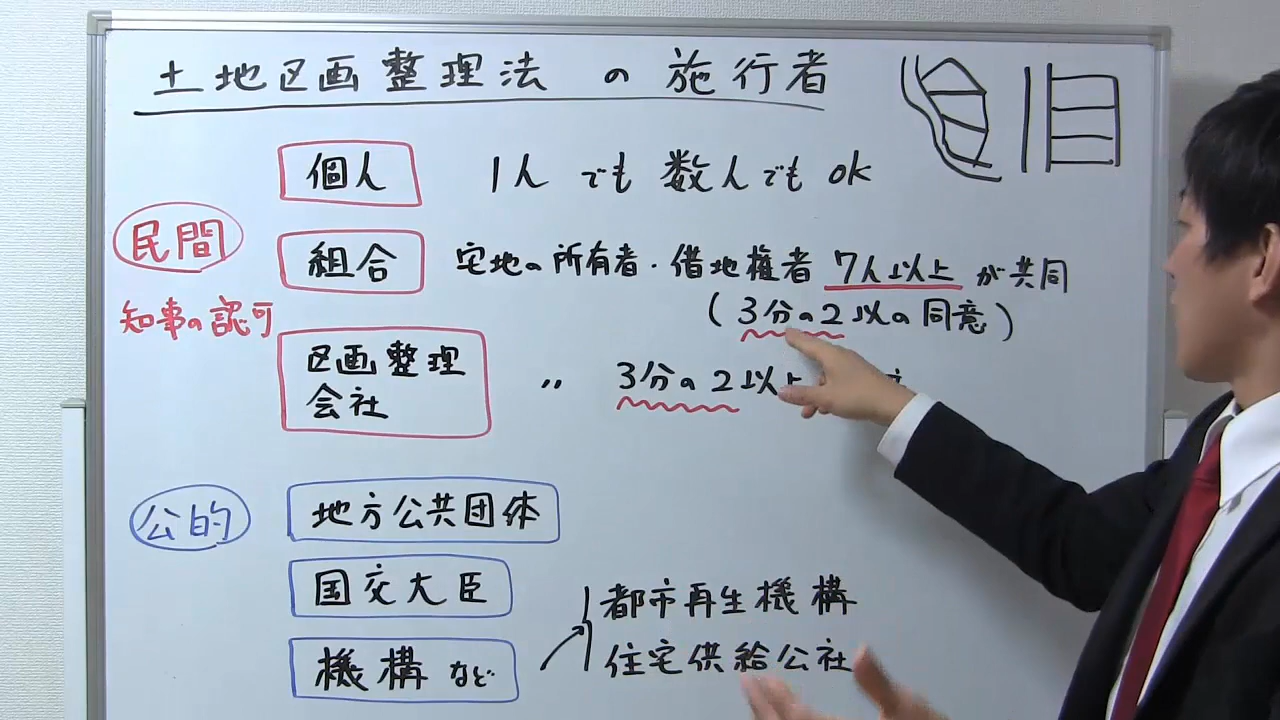 土地区画整理法 の 施行者
個人 1人 でも 数人でも ok
民間
組合 宅地の所有者・借地権者 7人以上 が共同
(3分の2以の同意)
知事の認可
区画整理
会社 〃 3分の2以上
公的
地方公共団体
国交大臣
機構 など
都市再生機構
住宅供給公社